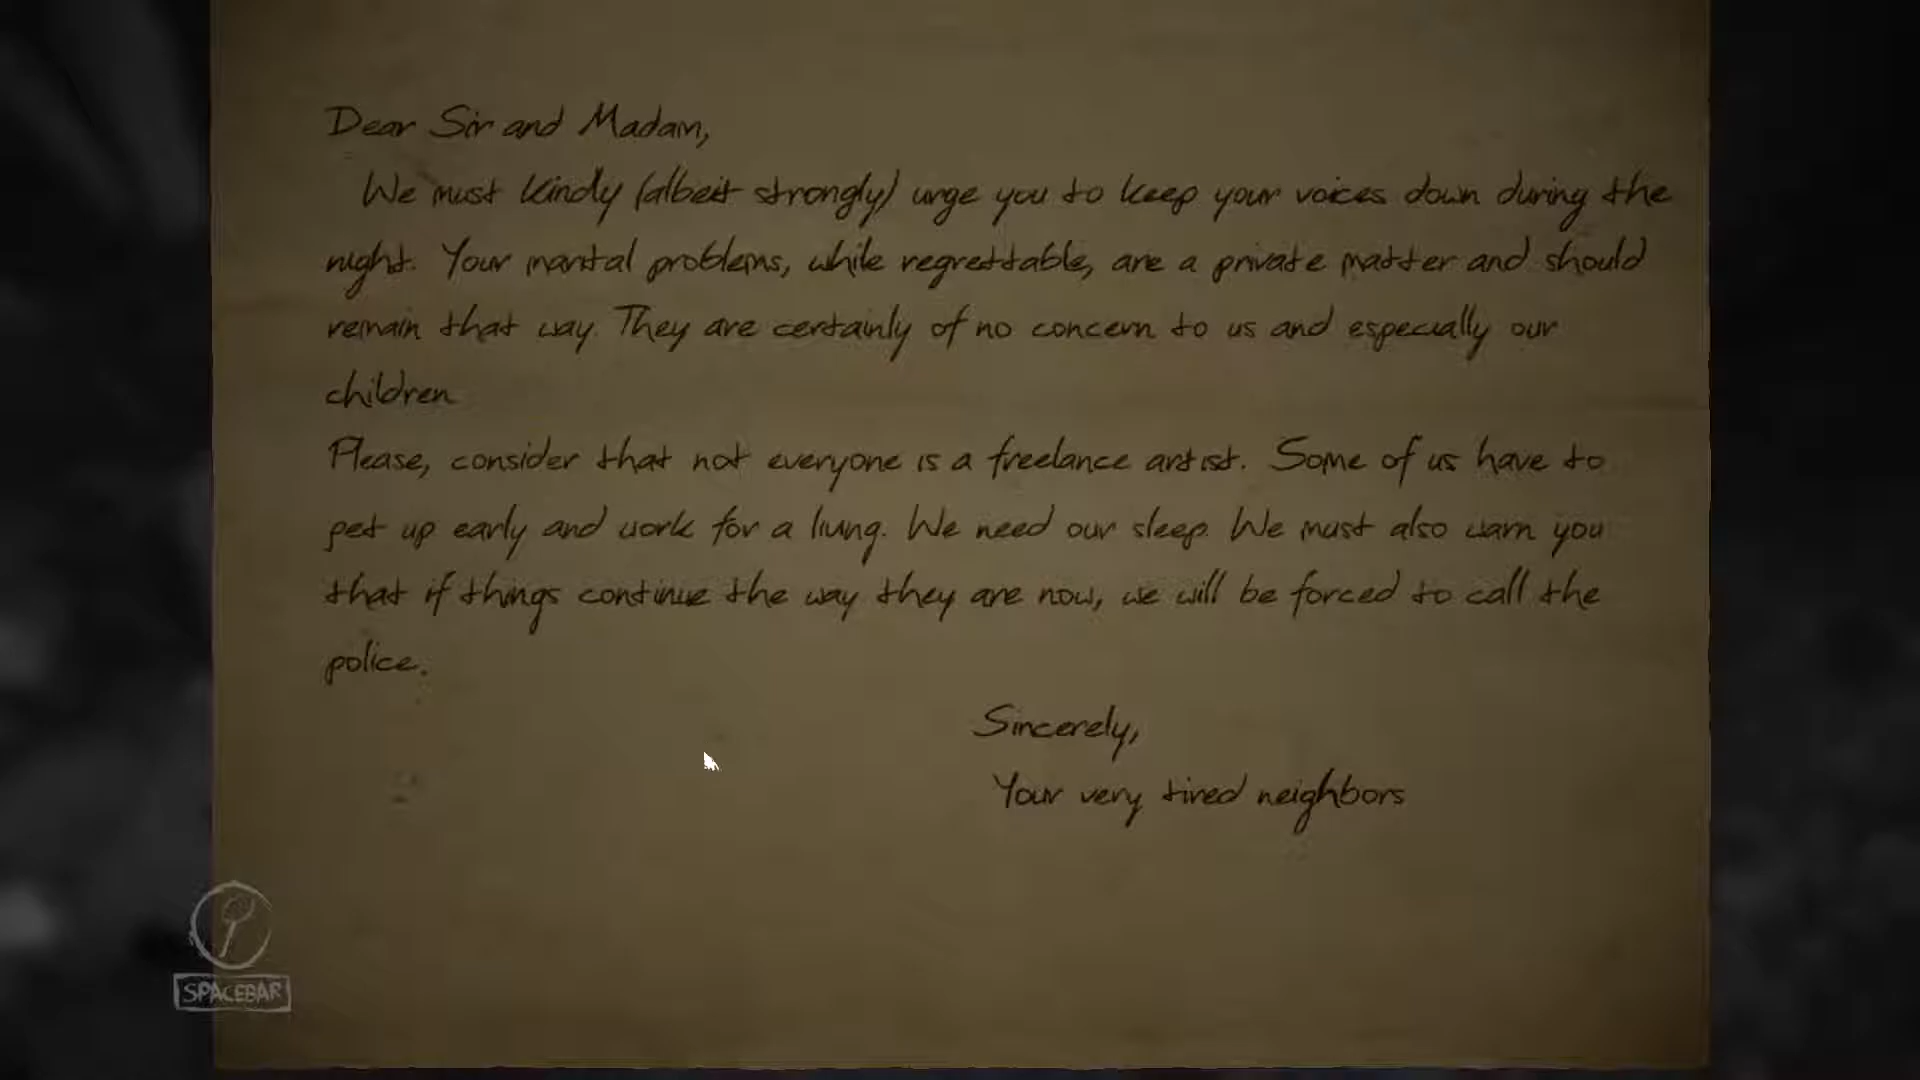 Dear Sir and Madam,
We must kindly (albeit strongly) urge you to keep your voices down during the
night. Your marital problems, while regrettable, are a private matter and should
remain that way. They are certainly of no concern to us and especially our
children.
Please, consider that not everyone is a freelance artist. Some of us have to
get up early and work for a living. We need our sleep. We must also warn you
that if things continue the way they are now, we will be forced to call the
police.
Sincerely,
Your very tired neighbors
SPACEBAR